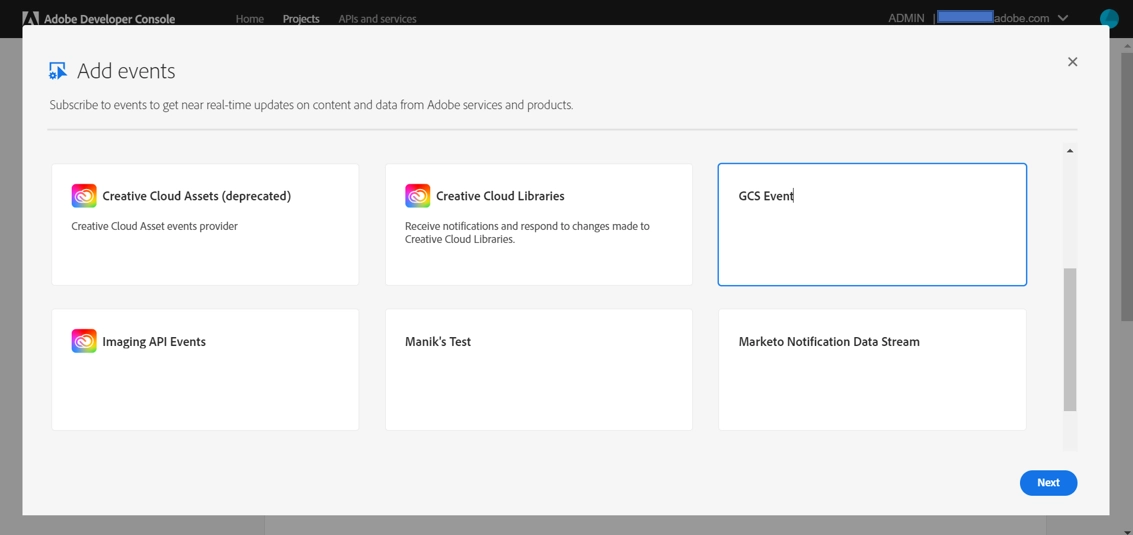 Adobe Developer Console Home Projects APIs and services ADMIN | adobe.com
Add events
Subscribe to events to get near real-time updates on content and data from Adobe services and products.
Creative Cloud Assets (deprecated)
Creative Cloud Asset events provider
Creative Cloud Libraries
Receive notifications and respond to changes made to
Creative Cloud Libraries.
GCS Event
Imaging API Events
Manik's Test
Marketo Notification Data Stream
Next